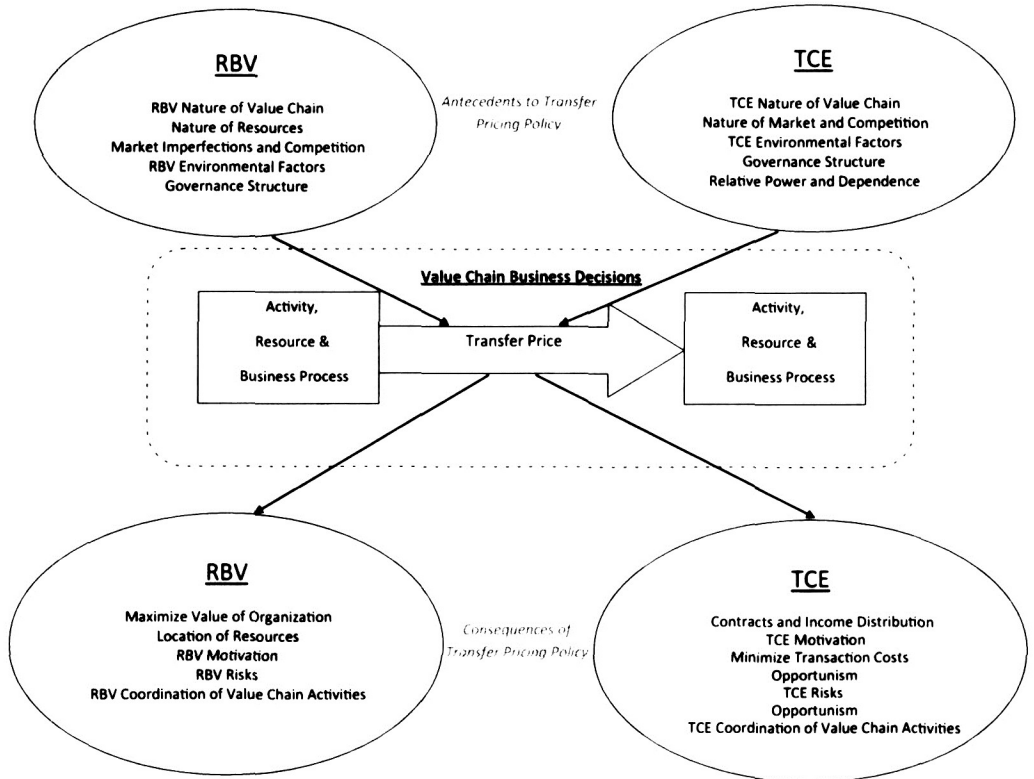 RBV
RBV Nature of Value Chain
Nature of Resources
Market Imperfections and Competition
RBV Environmental Factors
Governance Structure
Antecedents to Transfer
Pricing Policy
TCE
TCE Nature of Value Chain
Nature of Market and Competition
TCE Environmental Factors
Governance Structure
Relative Power and Dependence
Value Chain Business Decisions
Activity,
Resource &
Business Process
Transfer Price
Activity,
Resource &
Business Process
RBV
Maximize Value of Organization
Location of Resources
RBV Motivation
RBV Risks
RBV Coordination of Value Chain Activities
Consequences of
Transfer Pricing Policy
TCE
Contracts and Income Distribution
TCE Motivation
Minimize Transaction Costs
Opportunism
TCE Risks
Opportunism
TCE Coordination of Value Chain Activities